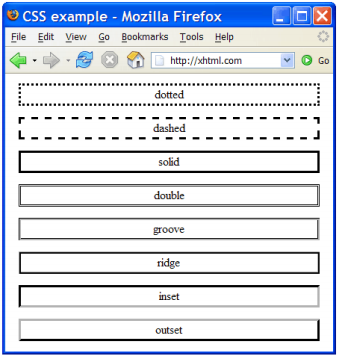 CSS example - Mozilla Firefox
File Edit View Go Bookmarks Tools Help
http://xhtml.com Go
dotted
dashed
solid
double
groove
ridge
inset
outset